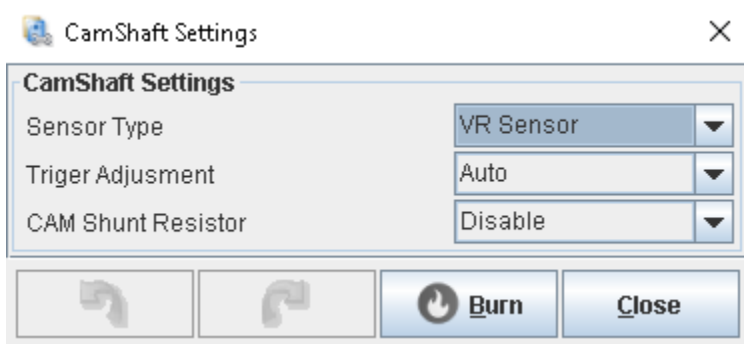 CamShaft Settings
CamShaft Settings
Sensor Type VR Sensor
Triger Adjusment Auto
CAM Shunt Resistor Disable
Burn Close